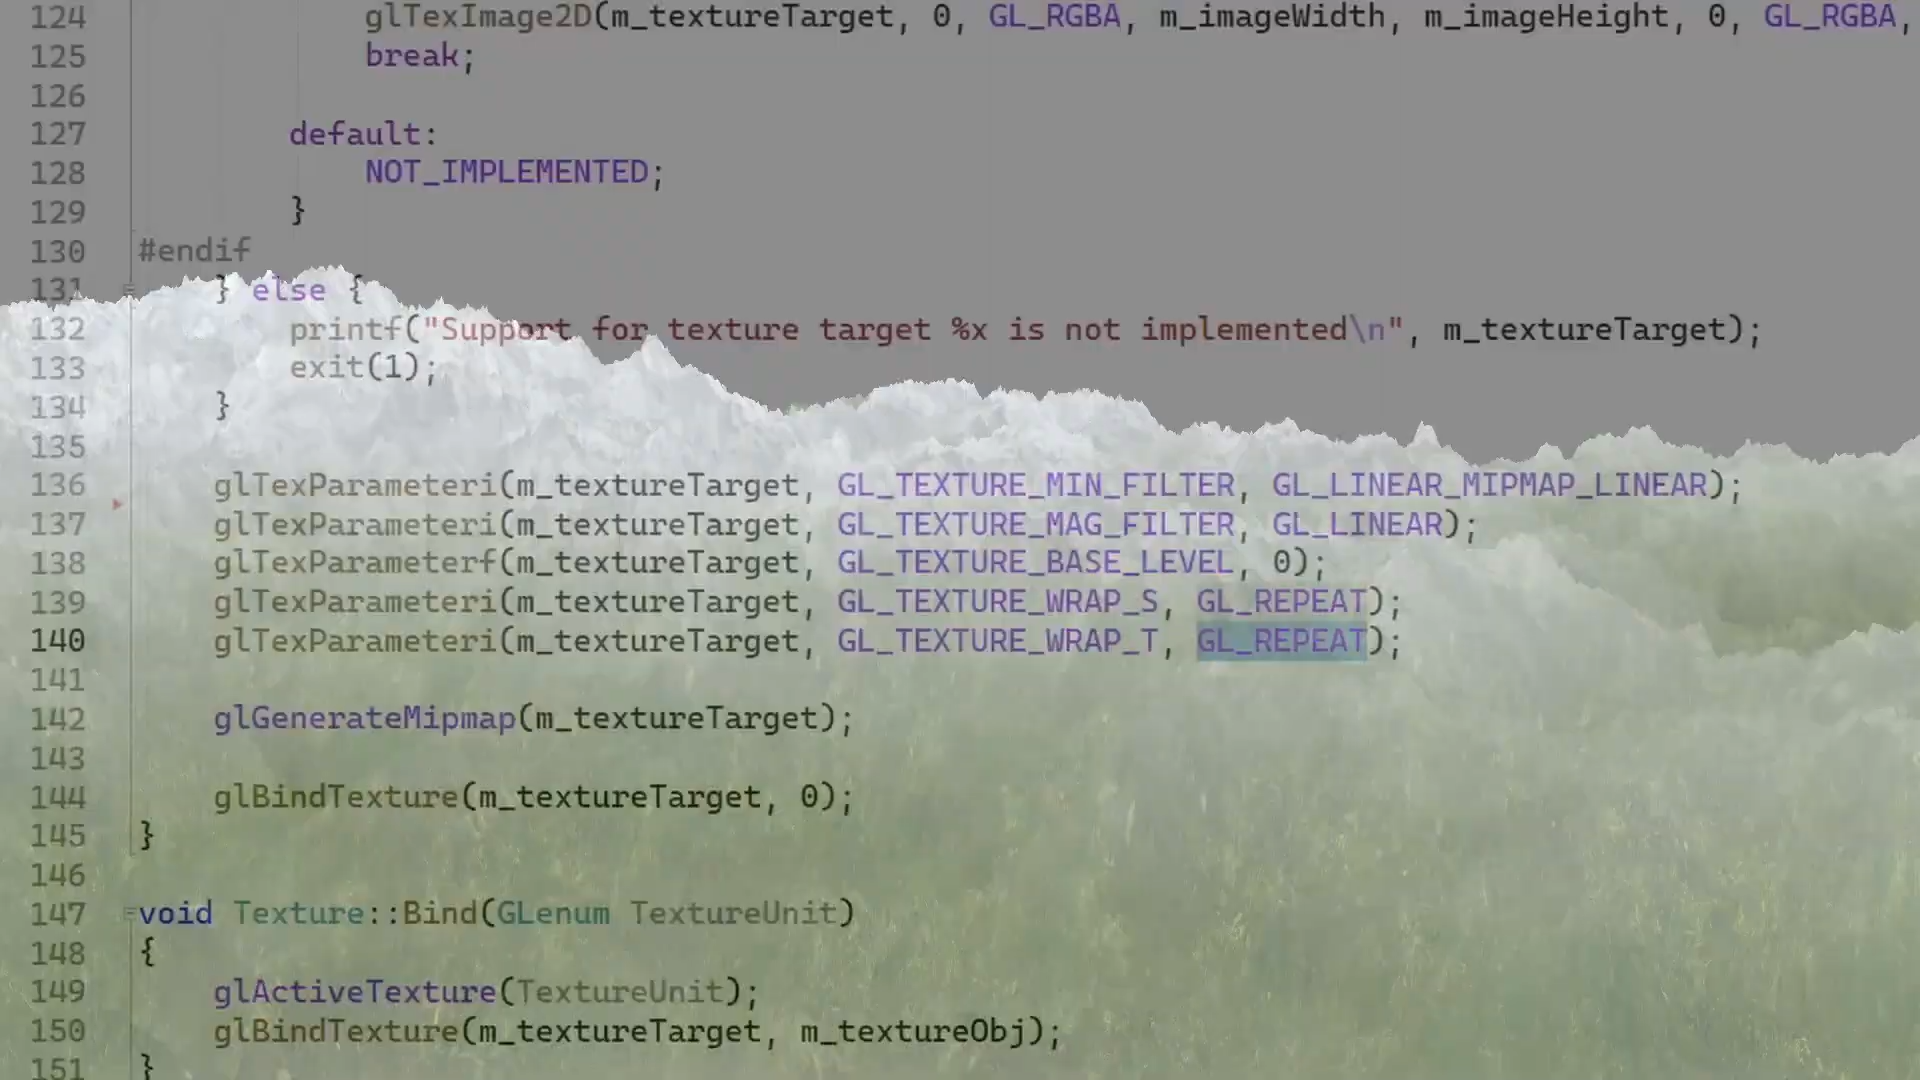 124 glTexImage2D(m_textureTarget, 0, GL_RGBA, m_imageWidth, m_imageHeight, 0, GL_RGBA,
125 break;
126
127 default:
128 NOT_IMPLEMENTED;
129 }
130 #endif
131 } else {
132 printf("Support for texture target %x is not implemented\n", m_textureTarget);
133 exit(1);
134 }
135
136 glTexParameteri(m_textureTarget, GL_TEXTURE_MIN_FILTER, GL_LINEAR_MIPMAP_LINEAR);
137 glTexParameteri(m_textureTarget, GL_TEXTURE_MAG_FILTER, GL_LINEAR);
138 glTexParameterf(m_textureTarget, GL_TEXTURE_BASE_LEVEL, 0);
139 glTexParameteri(m_textureTarget, GL_TEXTURE_WRAP_S, GL_REPEAT);
140 glTexParameteri(m_textureTarget, GL_TEXTURE_WRAP_T, GL_REPEAT);
141
142 glGenerateMipmap(m_textureTarget);
143
144 glBindTexture(m_textureTarget, 0);
145 }
146
147 void Texture::Bind(GLenum TextureUnit)
148 {
149 glActiveTexture(TextureUnit);
150 glBindTexture(m_textureTarget, m_textureObj);
151 }